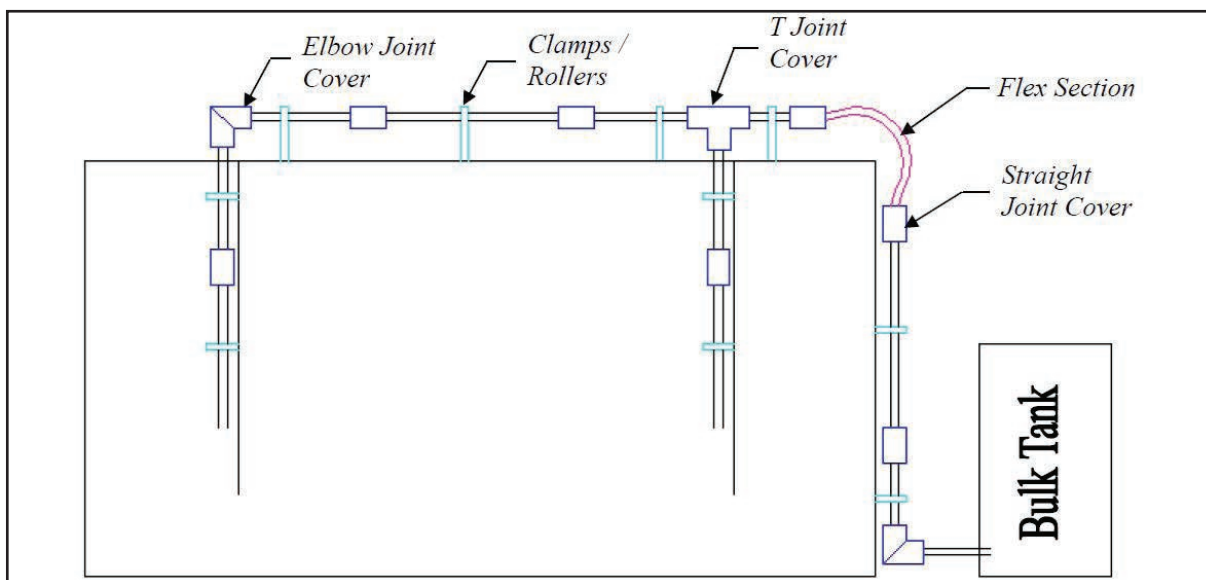 Elbow Joint
Cover
Clamps /
Rollers
T Joint
Cover
Flex Section
Straight
Joint Cover
Bulk Tank